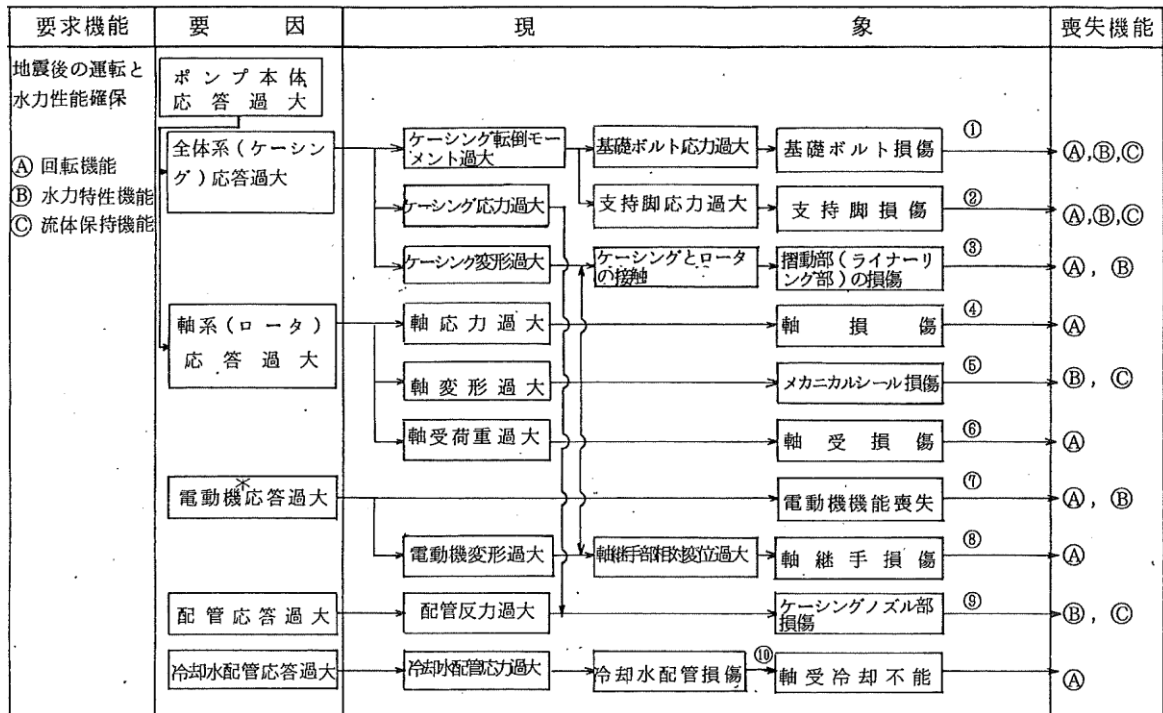 要求機能
要因
現象
喪失機能
地震後の運転と
水力性能確保
Ⓐ 回転機能
Ⓑ 水力特性機能
Ⓒ 流体保持機能
ポンプ本体
応答過大
全体系(ケーシン
グ)応答過大
ケーシング転倒モー
メント過大
基礎ボルト応力過大
基礎ボルト損傷
①
Ⓐ,Ⓑ,Ⓒ
ケーシング応力過大
支持脚応力過大
支持脚損傷
②
Ⓐ,Ⓑ,Ⓒ
ケーシング変形過大
ケーシングとロータ
の接触
摺動部(ライナーリ
ング部)の損傷
③
Ⓐ, Ⓑ
軸系(ロータ)
応答過大
軸応力過大
軸損傷
④
Ⓐ
軸変形過大
メカニカルシール損傷
⑤
Ⓑ, Ⓒ
軸受荷重過大
軸受損傷
⑥
Ⓐ
電動機*応答過大
電動機機能喪失
⑦
Ⓐ, Ⓑ
電動機変形過大
軸継手部相対変位過大
軸継手損傷
⑧
Ⓐ
配管応答過大
配管反力過大
ケーシングノズル部
損傷
⑨
Ⓑ, Ⓒ
冷却水配管応答過大
冷却水配管応力過大
冷却水配管損傷
⑩
軸受冷却不能
Ⓐ